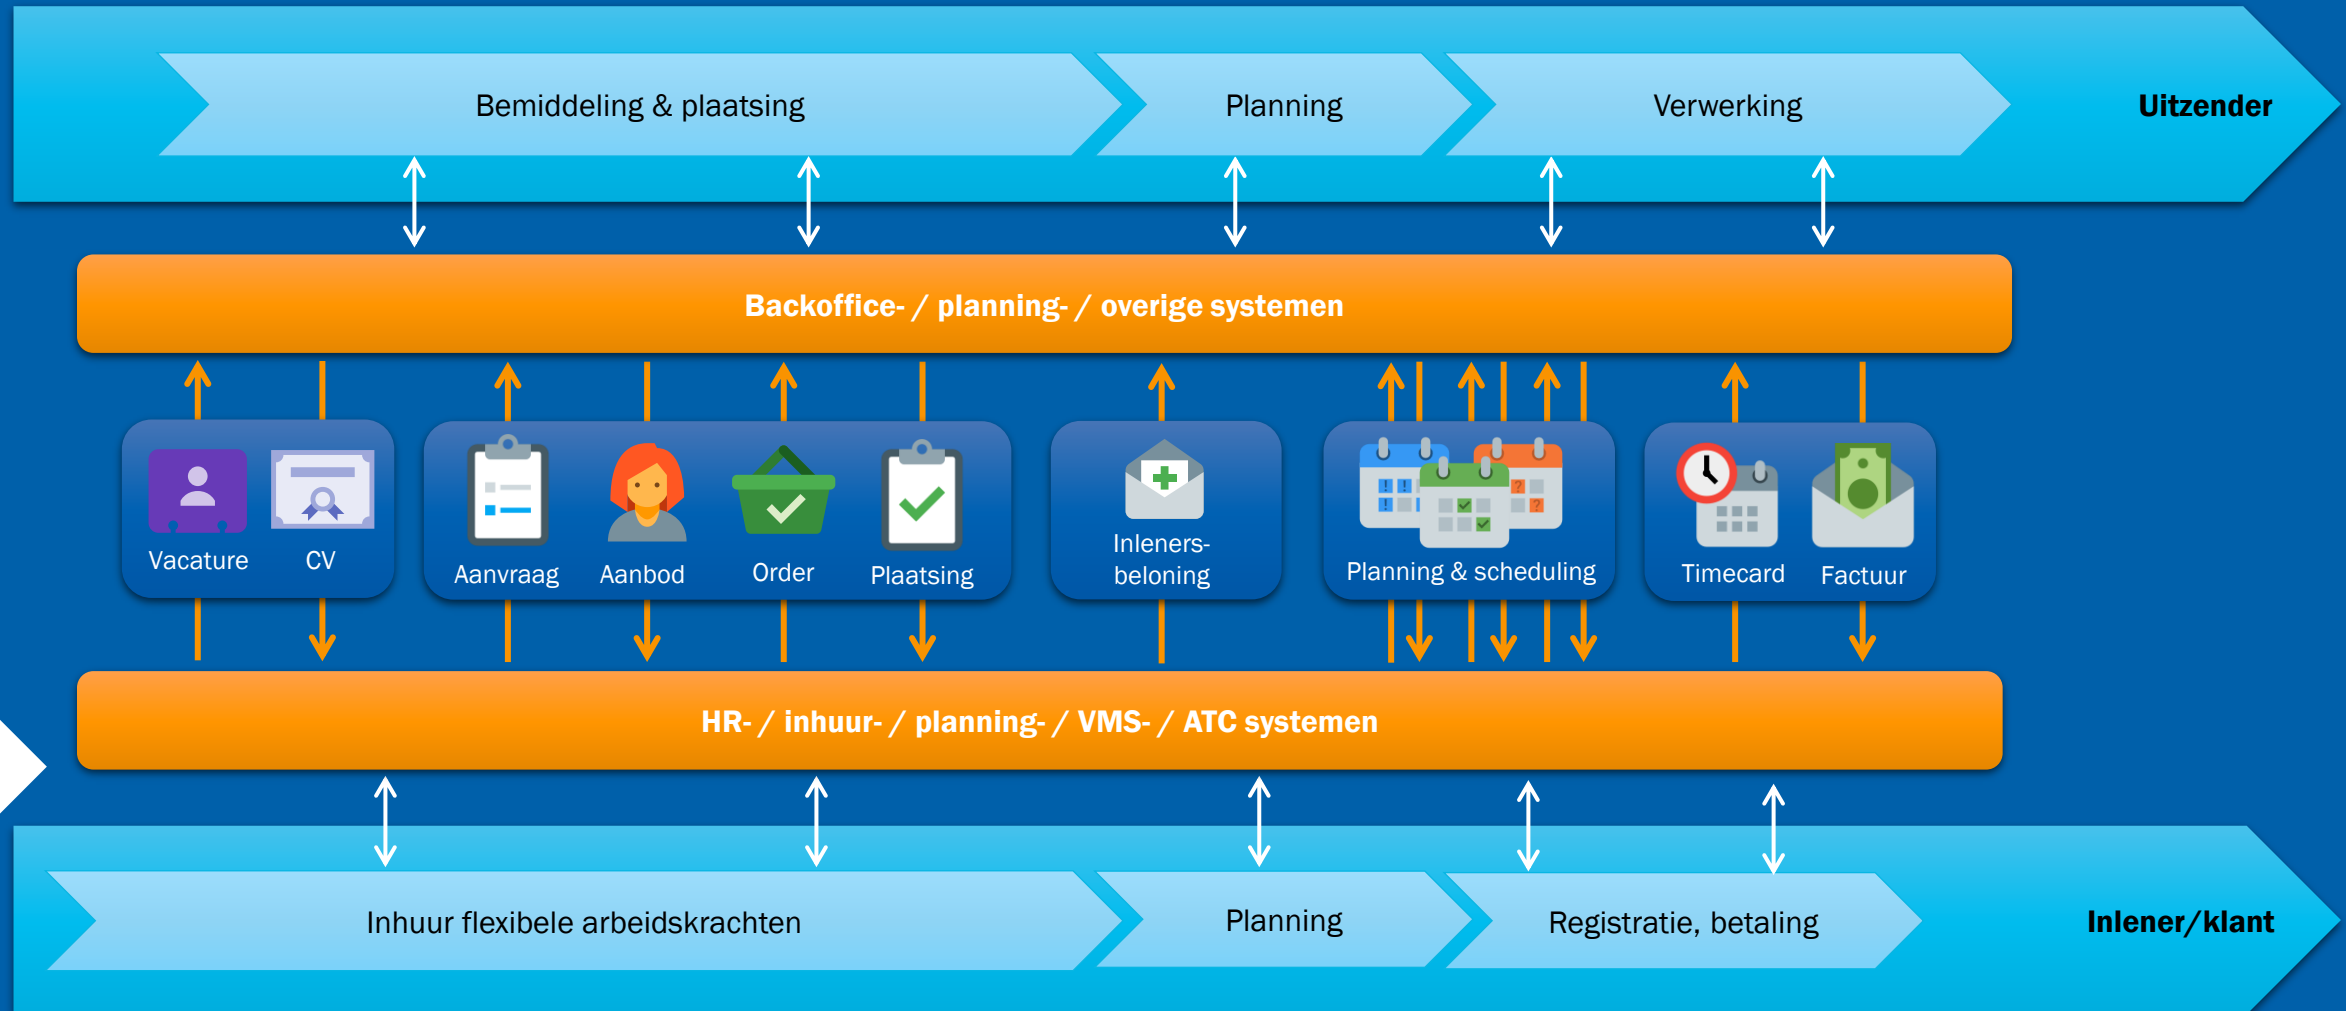 Bemiddeling & plaatsing
Planning
Verwerking
Uitzender
Backoffice- / planning- / overige systemen
Vacature
CV
Aanvraag
Aanbod
Order
Plaatsing
Inleners-
beloning
Planning & scheduling
Timecard
Factuur
HR- / inhuur- / planning- / VMS- / ATC systemen
Inhuur flexibele arbeidskrachten
Planning
Registratie, betaling
Inlener/klant